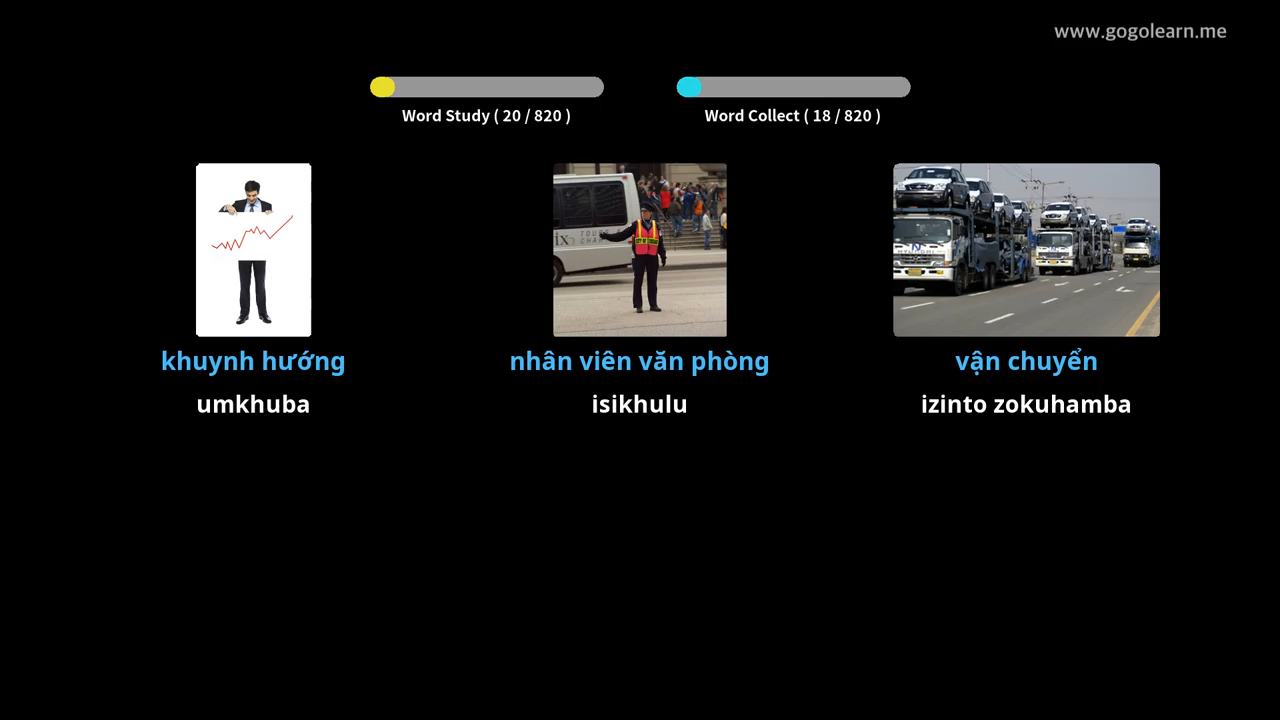 www.gogolearn.me
Word Study ( 20 / 820 )
Word Collect ( 18 / 820 )
khuynh hướng
nhân viên văn phòng
vận chuyển
umkhuba
isikhulu
izinto zokuhamba